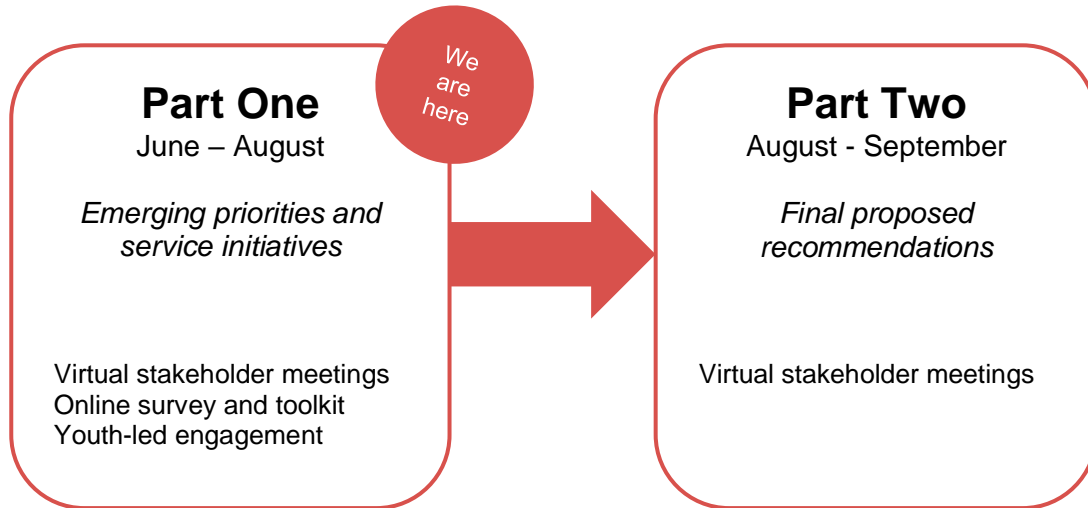 We
are
here
Part One
June – August
Emerging priorities and
service initiatives
Virtual stakeholder meetings
Online survey and toolkit
Youth-led engagement
Part Two
August - September
Final proposed
recommendations
Virtual stakeholder meetings